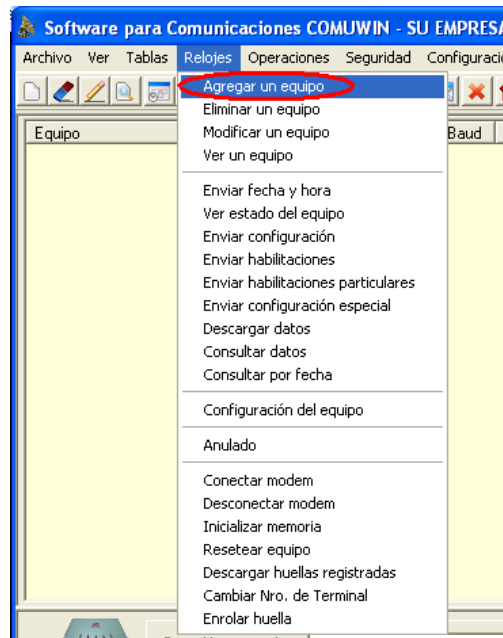 Software para Comunicaciones COMUWIN - SU EMPRESA
Archivo Ver Tablas Relojes Operaciones Seguridad Configuraci
Equipo
Baud
Agregar un equipo
Eliminar un equipo
Modificar un equipo
Ver un equipo
Enviar fecha y hora
Ver estado del equipo
Enviar configuración
Enviar habilitaciones
Enviar habilitaciones particulares
Enviar configuración especial
Descargar datos
Consultar datos
Consultar por fecha
Configuración del equipo
Anulado
Conectar modem
Desconectar modem
Inicializar memoria
Resetear equipo
Descargar huellas registradas
Cambiar Nro. de Terminal
Enrolar huella